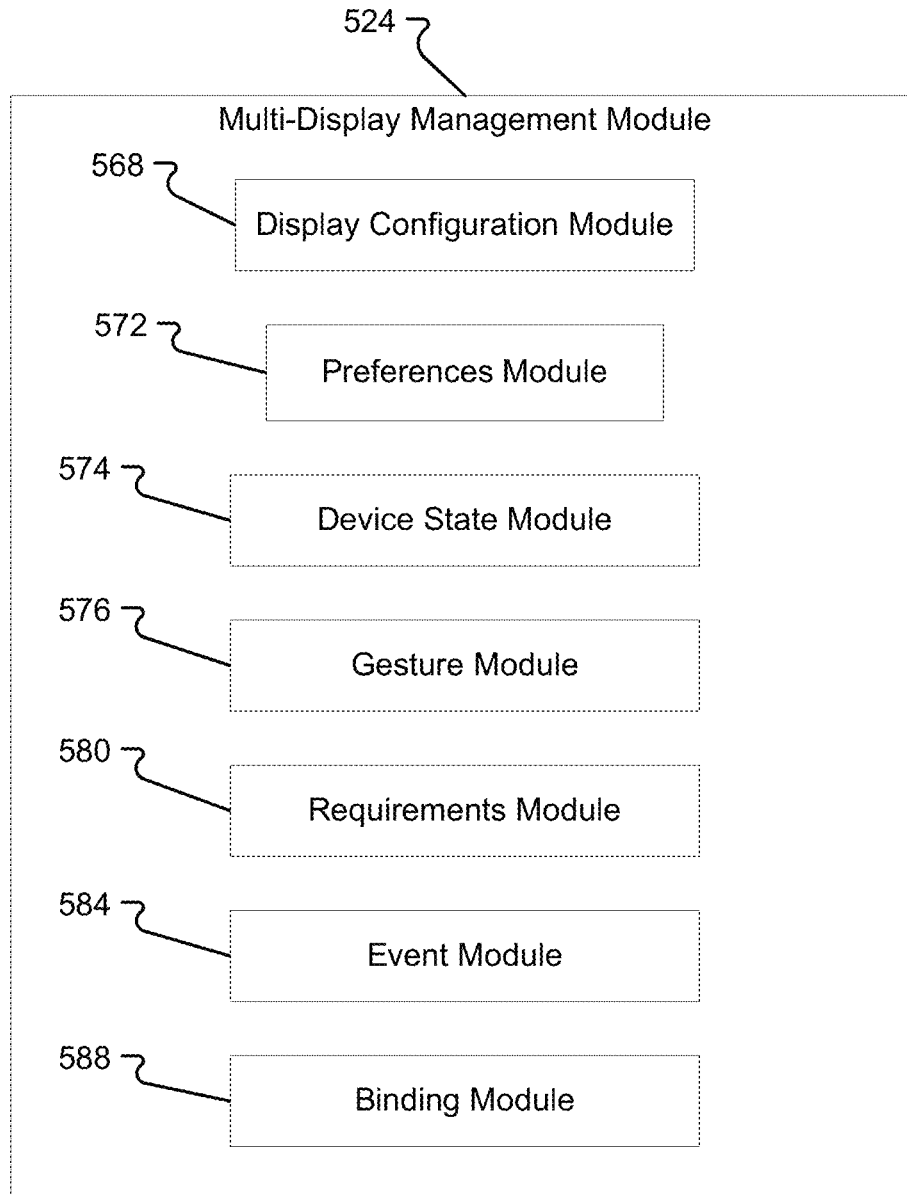 524
Multi-Display Management Module
568
Display Configuration Module
572
Preferences Module
574
Device State Module
576
Gesture Module
580
Requirements Module
584
Event Module
588
Binding Module